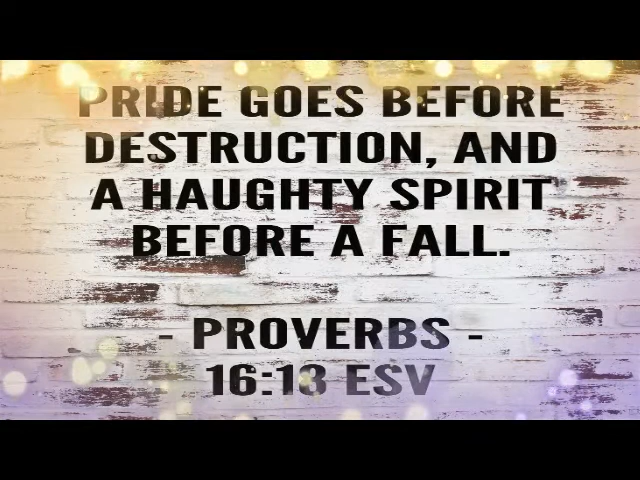 PRIDE GOES BEFORE
DESTRUCTION, AND
A HAUGHTY SPIRIT
BEFORE A FALL.
- PROVERBS -
16:18 ESV